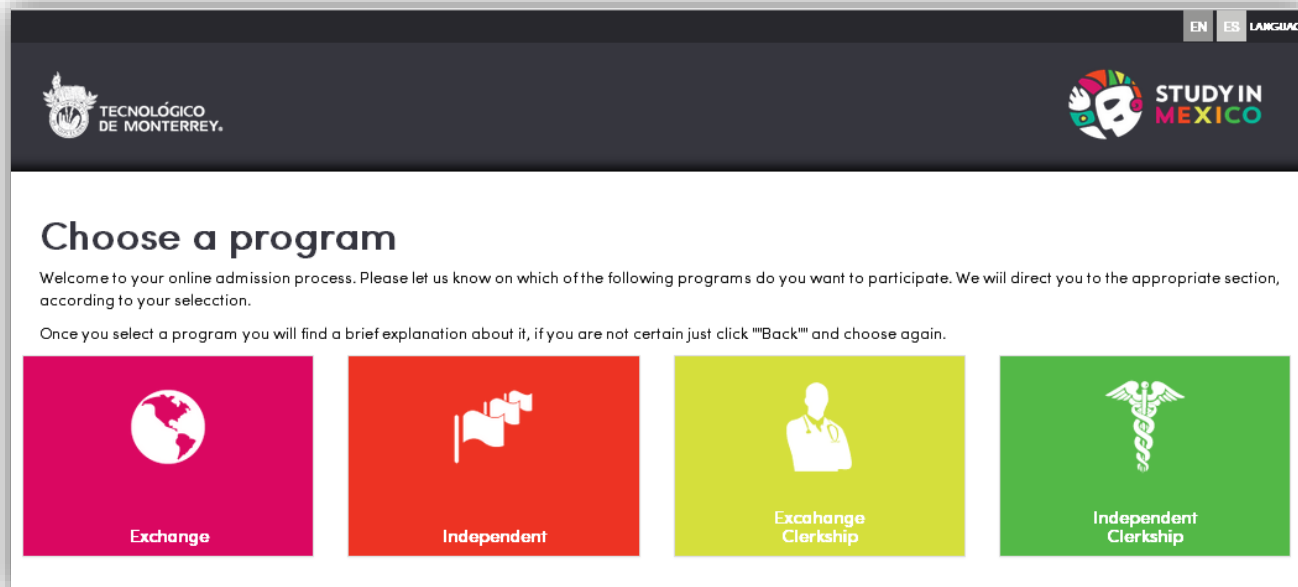 EN ES LANGUAG
TECNOLÓGICO
DE MONTERREY®
STUDY IN
MEXICO
Choose a program
Welcome to your online admission process. Please let us know on which of the following programs do you want to participate. We wiil direct you to the appropriate section,
according to your selecction.
Once you select a program you will find a brief explanation about it, if you are not certain just click ""Back"" and choose again.
Exchange
Independent
Excahange
Clerkship
Independent
Clerkship